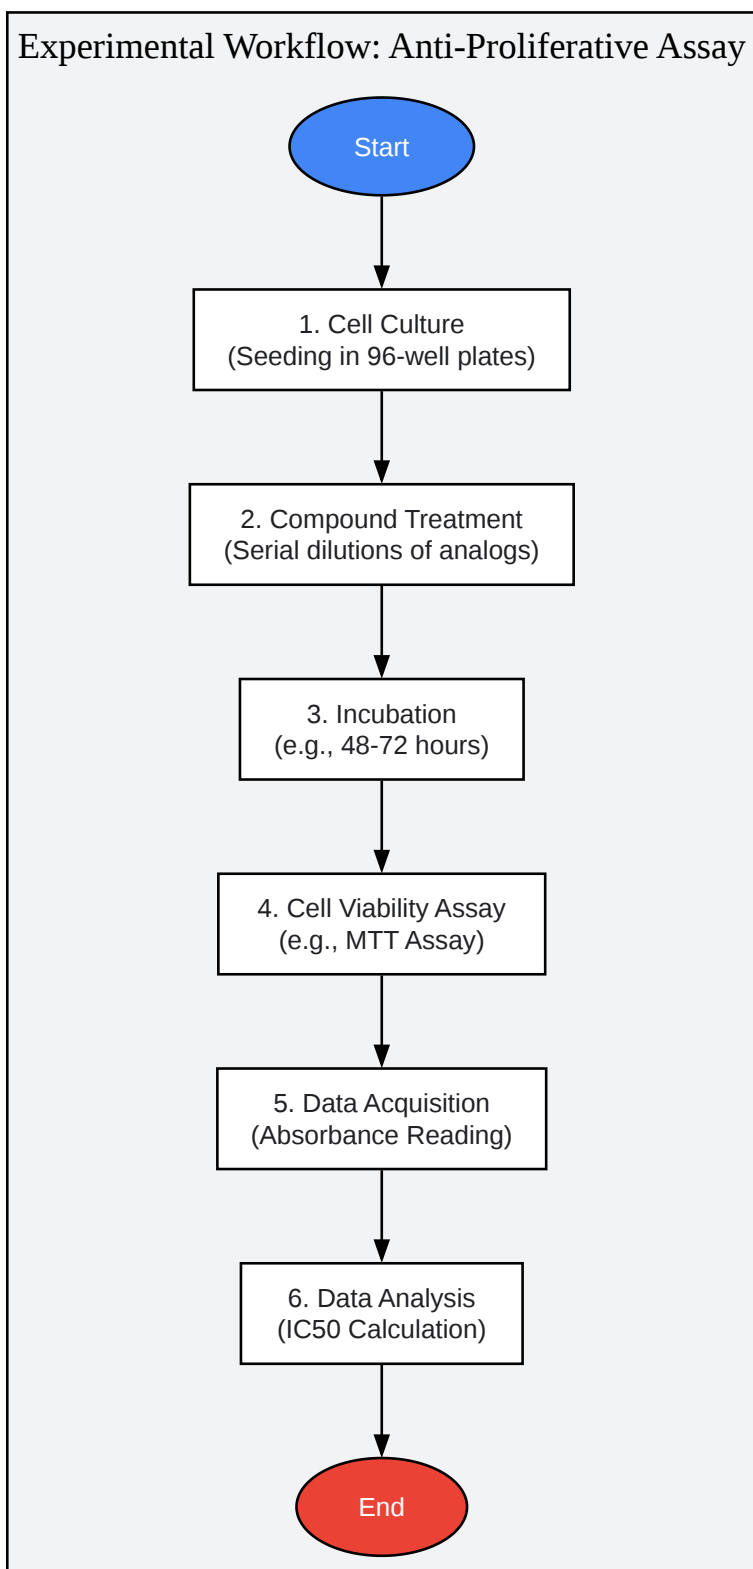 Experimental Workflow: Anti-Proliferative Assay
Start
1. Cell Culture
(Seeding in 96-well plates)
2. Compound Treatment
(Serial dilutions of analogs)
3. Incubation
(e.g., 48-72 hours)
4. Cell Viability Assay
(e.g., MTT Assay)
5. Data Acquisition
(Absorbance Reading)
6. Data Analysis
(IC50 Calculation)
End